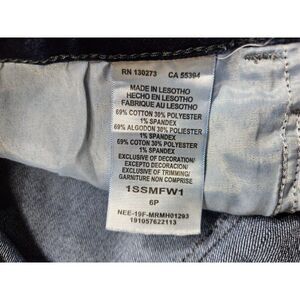 RN 130273 CA 55394
MADE IN LESOTHO
HECHO EN LESOTHO
FABRIQUE AU LESOTHO
69% COTTON 30% POLYESTER
1% SPANDEX
69% ALGODON 30% POLYESTER
1% SPANDEX
69% COTON 30% POLYESTER
1% SPANDEX
EXCLUSIVE OF DECORATION/
EXCEPTO DECORACION/
EXCLUSIVE OF TRIMMING/
GARNITURE NON COMPRISE
1SSMFW1
6P
NEE-19F-MRMH01293
191057622113